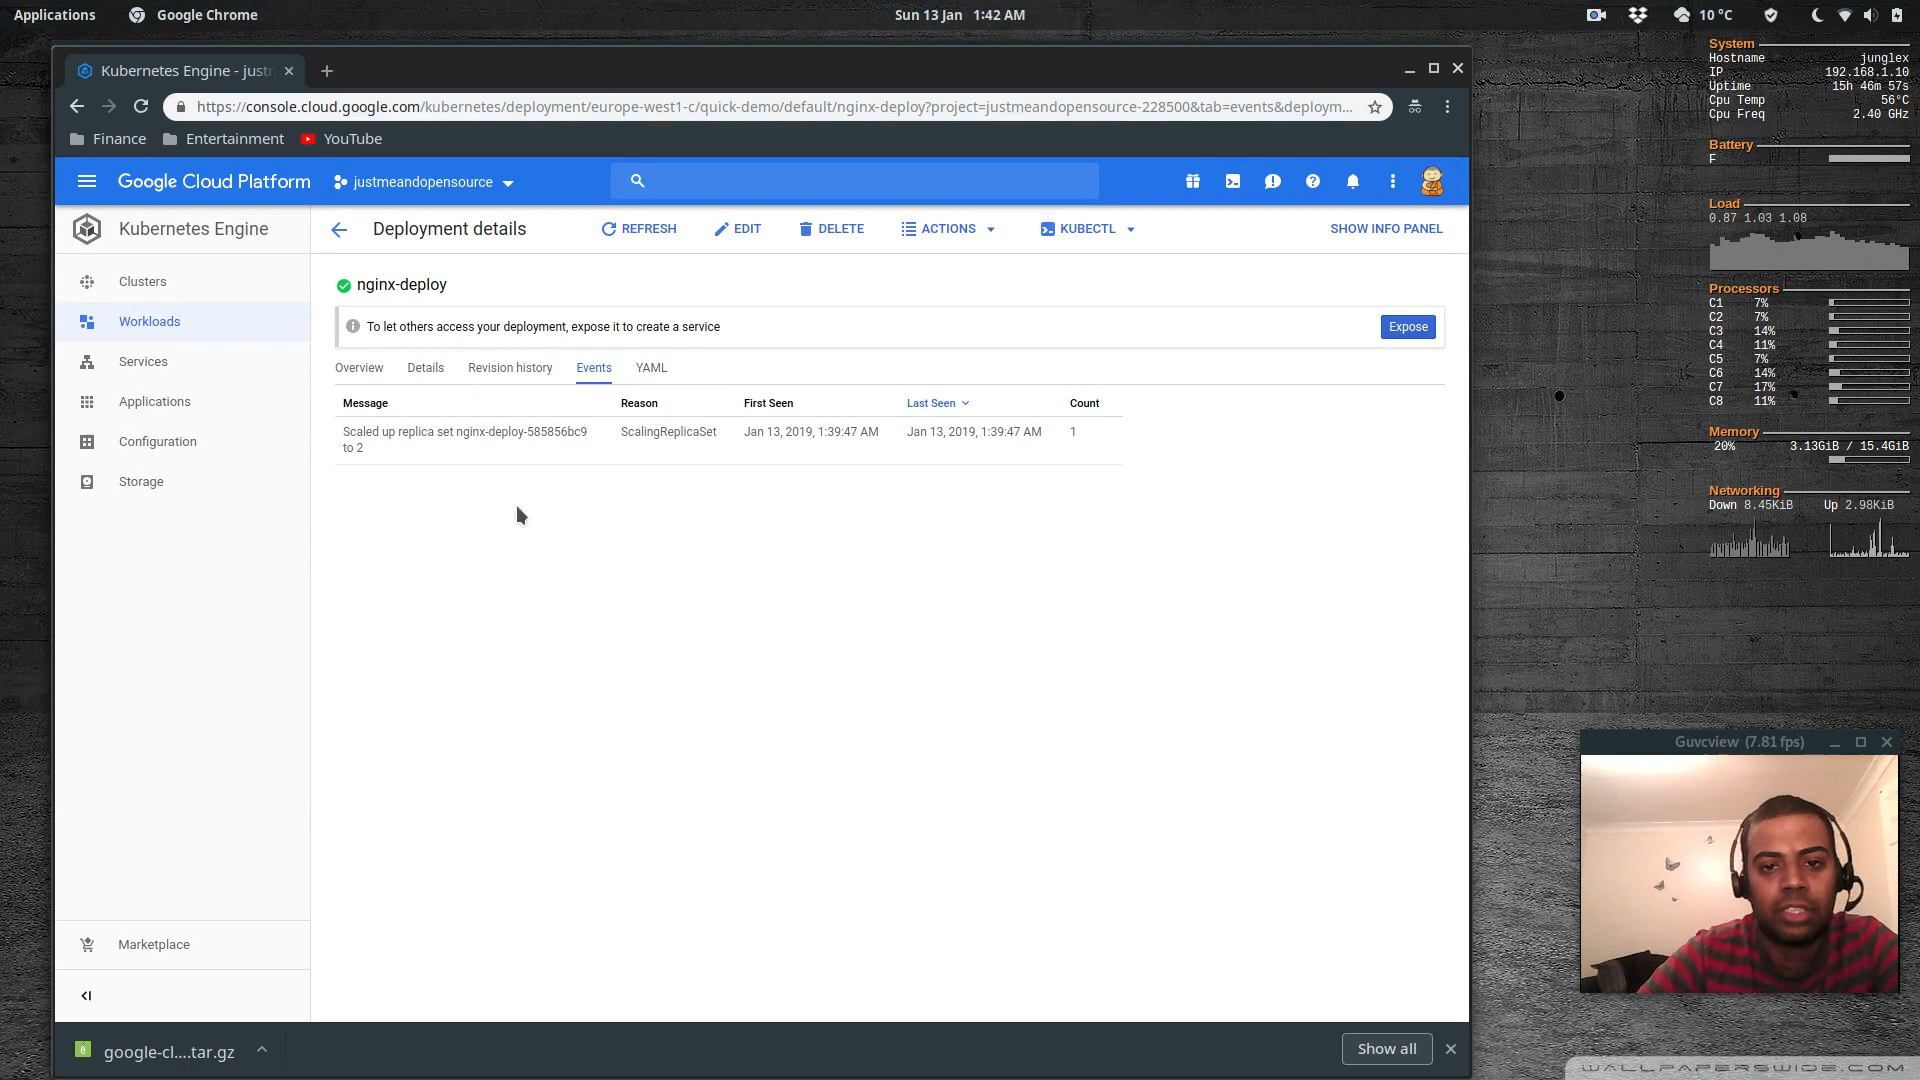 Applications
Google Chrome
Sun 13 Jan 1:42 AM
10 °C
Kubernetes Engine - justn
https://console.cloud.google.com/kubernetes/deployment/europe-west1-c/quick-demo/default/nginx-deploy?project=justmeandopensource-228500&tab=events&deploym...
Finance
Entertainment
YouTube
Google Cloud Platform
justmeandopensource
Kubernetes Engine
Deployment details
REFRESH
EDIT
DELETE
ACTIONS
KUBECTL
SHOW INFO PANEL
Clusters
Workloads
Services
Applications
Configuration
Storage
Marketplace
nginx-deploy
To let others access your deployment, expose it to create a service
Expose
Overview Details Revision history Events YAML
Message Reason First Seen Last Seen Count
Scaled up replica set nginx-deploy-585856bc9 ScalingReplicaSet Jan 13, 2019, 1:39:47 AM Jan 13, 2019, 1:39:47 AM 1
to 2
google-cl....tar.gz
Show all
System
Hostname junglex
IP 192.168.1.10
Uptime 15h 46m 57s
Cpu Temp 56°C
Cpu Freq 2.40 GHz
Battery
F
Load
0.87 1.03 1.08
Processors
C1 7%
C2 7%
C3 14%
C4 11%
C5 7%
C6 14%
C7 17%
C8 11%
Memory
20% 3.13GiB / 15.4GiB
Networking
Down 8.45KiB Up 2.98KiB
Guvcview (7.81 fps)
WALLPAPERSWIDE.COM